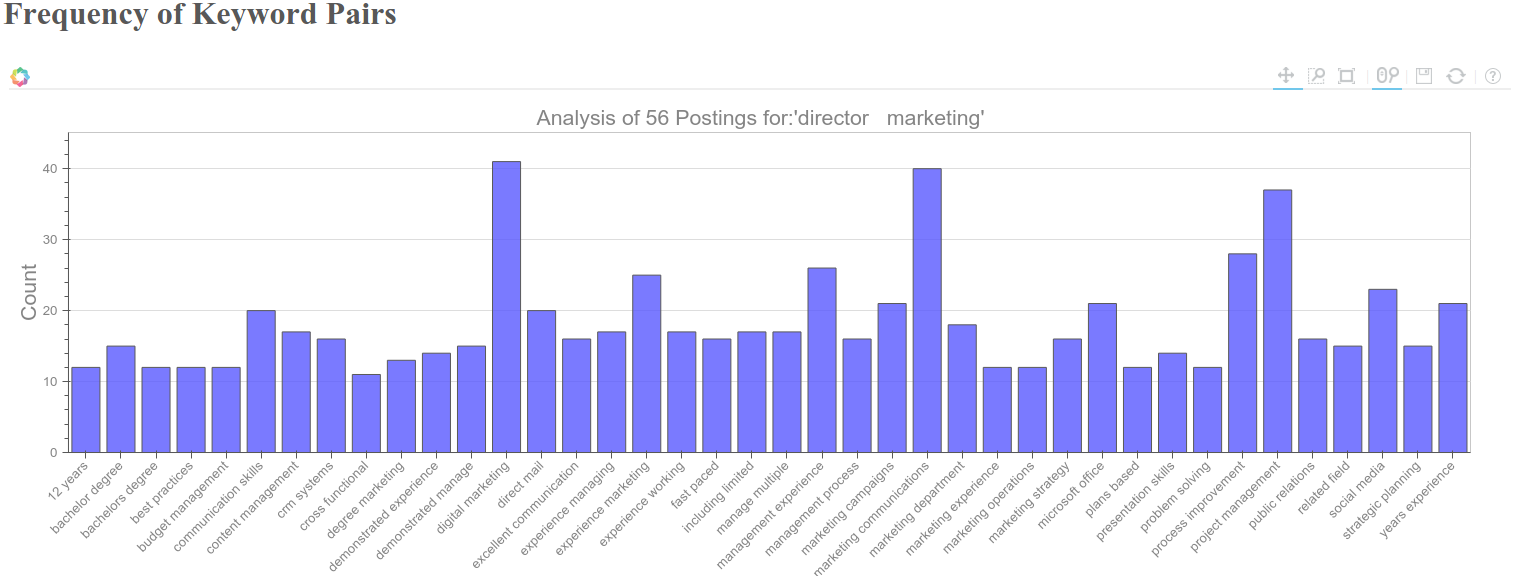 Frequency of Keyword Pairs
Analysis of 56 Postings for:'director   marketing'
Count
40
30
20
10
0
12 years
bachelor degree
bachelors degree
best practices
budget management
communication skills
content management
crm systems
cross functional
degree marketing
demonstrated experience
demonstrated manage
digital marketing
direct mail
excellent communication
experience managing
experience marketing
experience working
fast paced
including limited
manage multiple
management experience
management process
marketing campaigns
marketing communications
marketing department
marketing experience
marketing operations
marketing strategy
microsoft office
plans based
presentation skills
problem solving
process improvement
project management
public relations
related field
social media
strategic planning
years experience